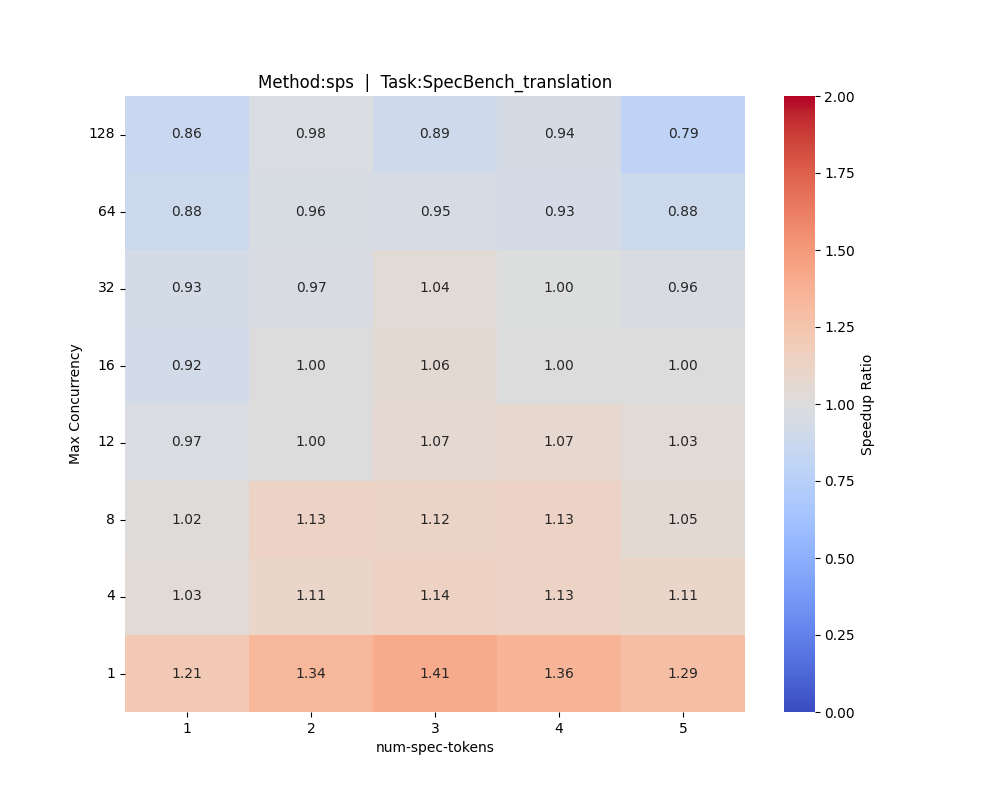 Method:sps | Task:SpecBench_translation
128 0.86 0.98 0.89 0.94 0.79
64 0.88 0.96 0.95 0.93 0.88
32 0.93 0.97 1.04 1.00 0.96
16 0.92 1.00 1.06 1.00 1.00
12 0.97 1.00 1.07 1.07 1.03
8 1.02 1.13 1.12 1.13 1.05
4 1.03 1.11 1.14 1.13 1.11
1 1.21 1.34 1.41 1.36 1.29
1 2 3 4 5
num-spec-tokens
Max Concurrency
2.00
1.75
1.50
1.25
1.00
0.75
0.50
0.25
0.00
Speedup Ratio